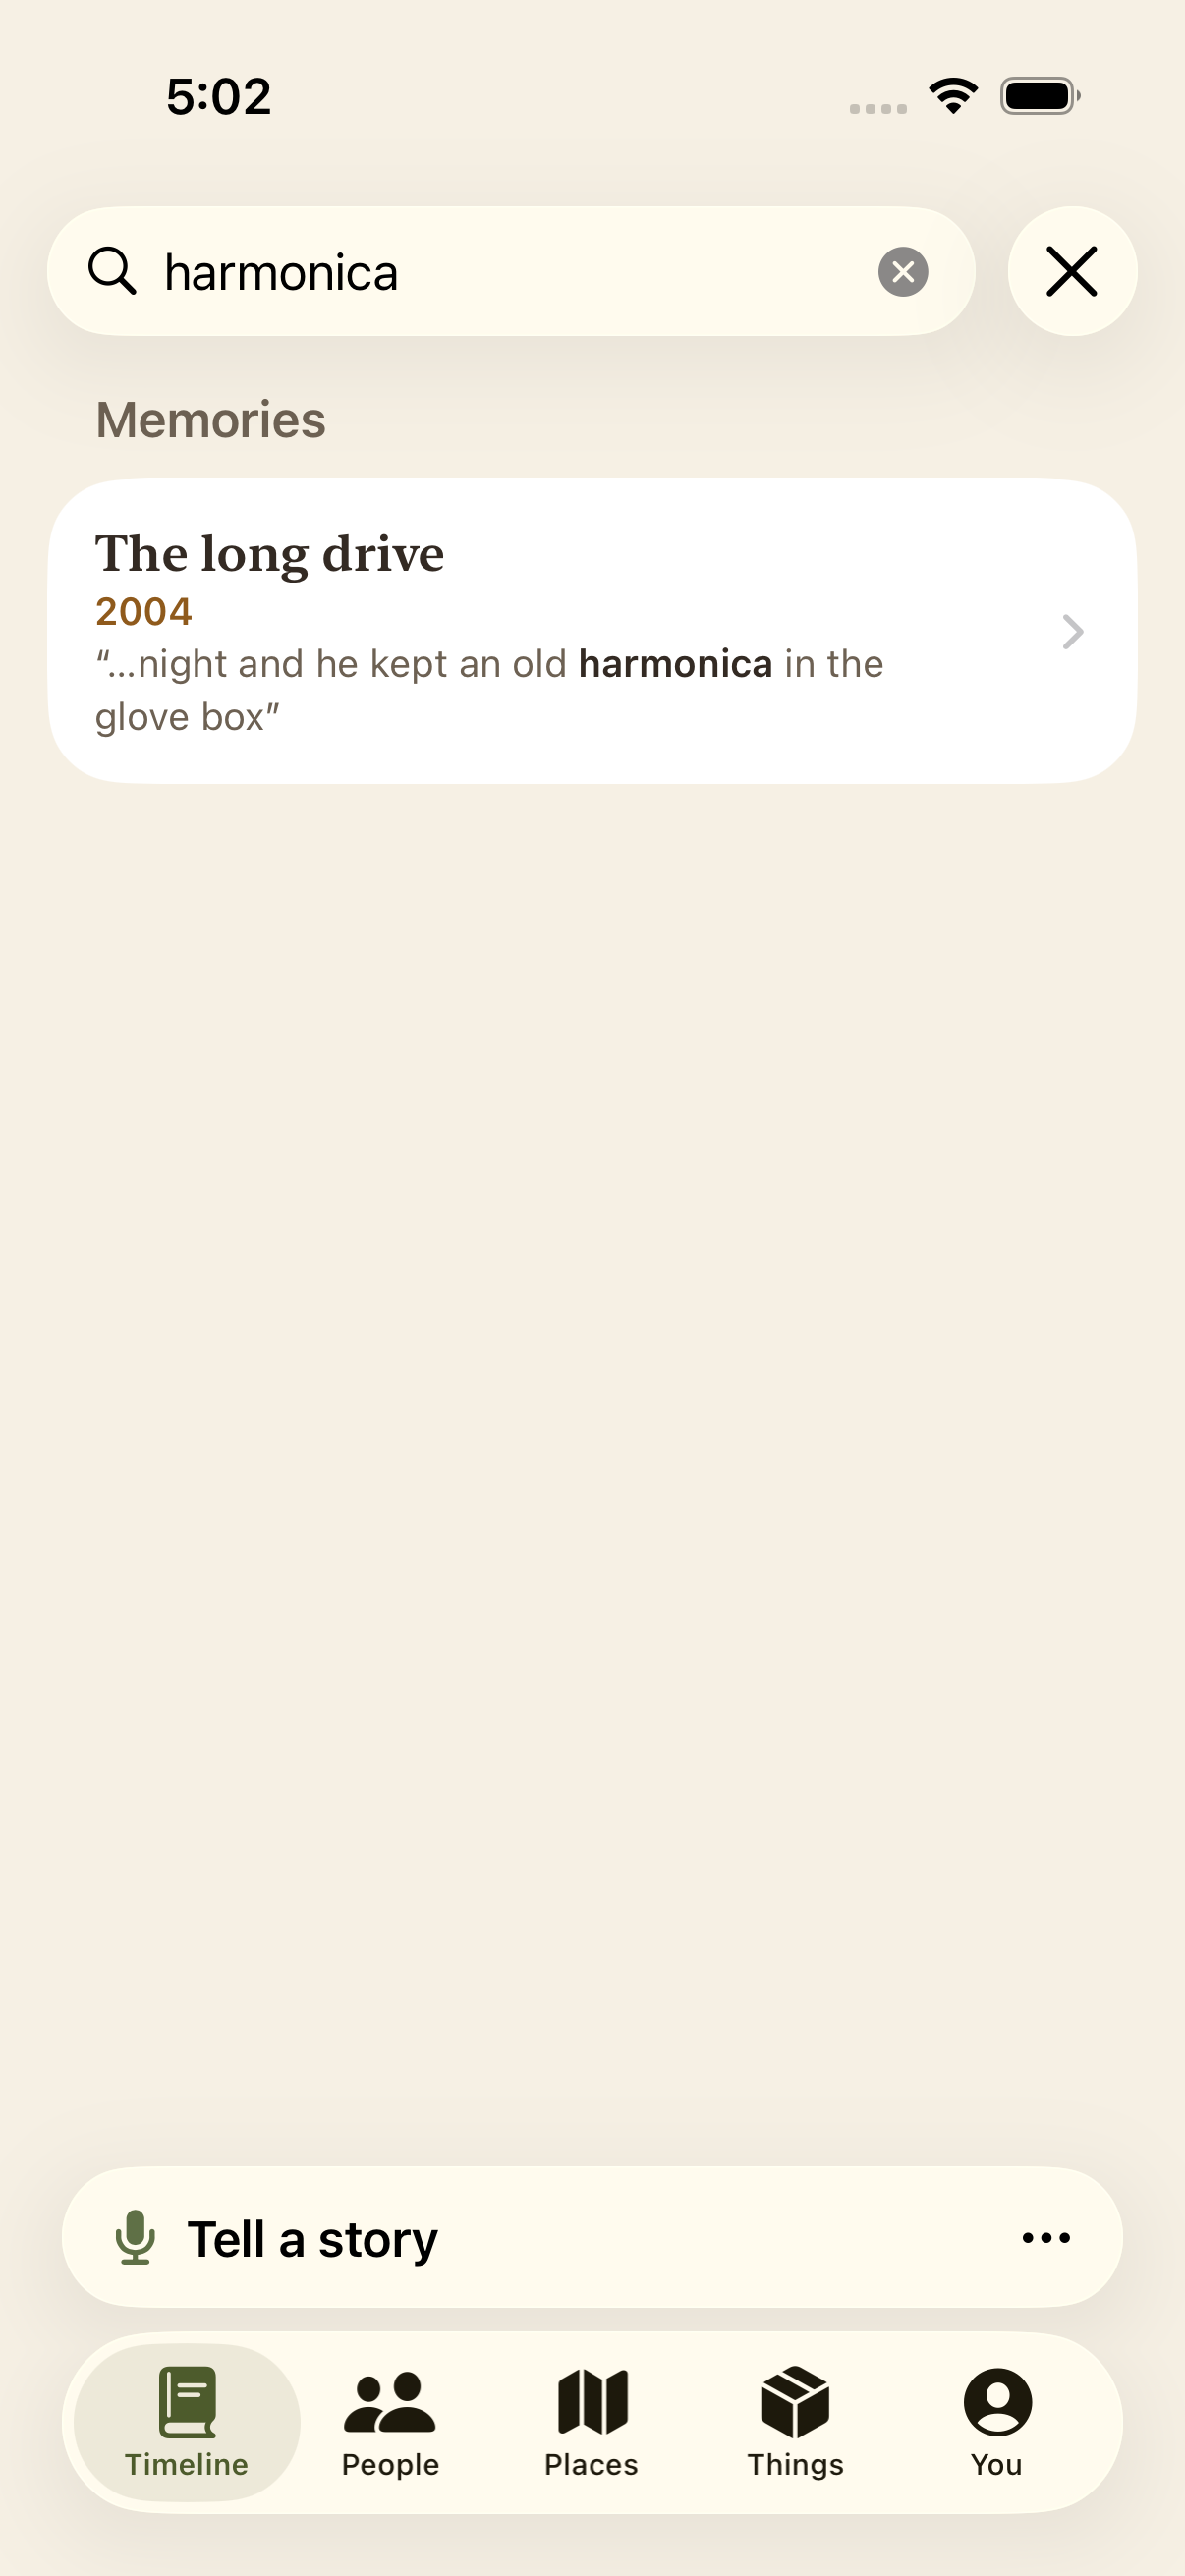 5:02
harmonica
Memories
The long drive
2004
“…night and he kept an old harmonica in the
glove box”
Tell a story
Timeline
People
Places
Things
You